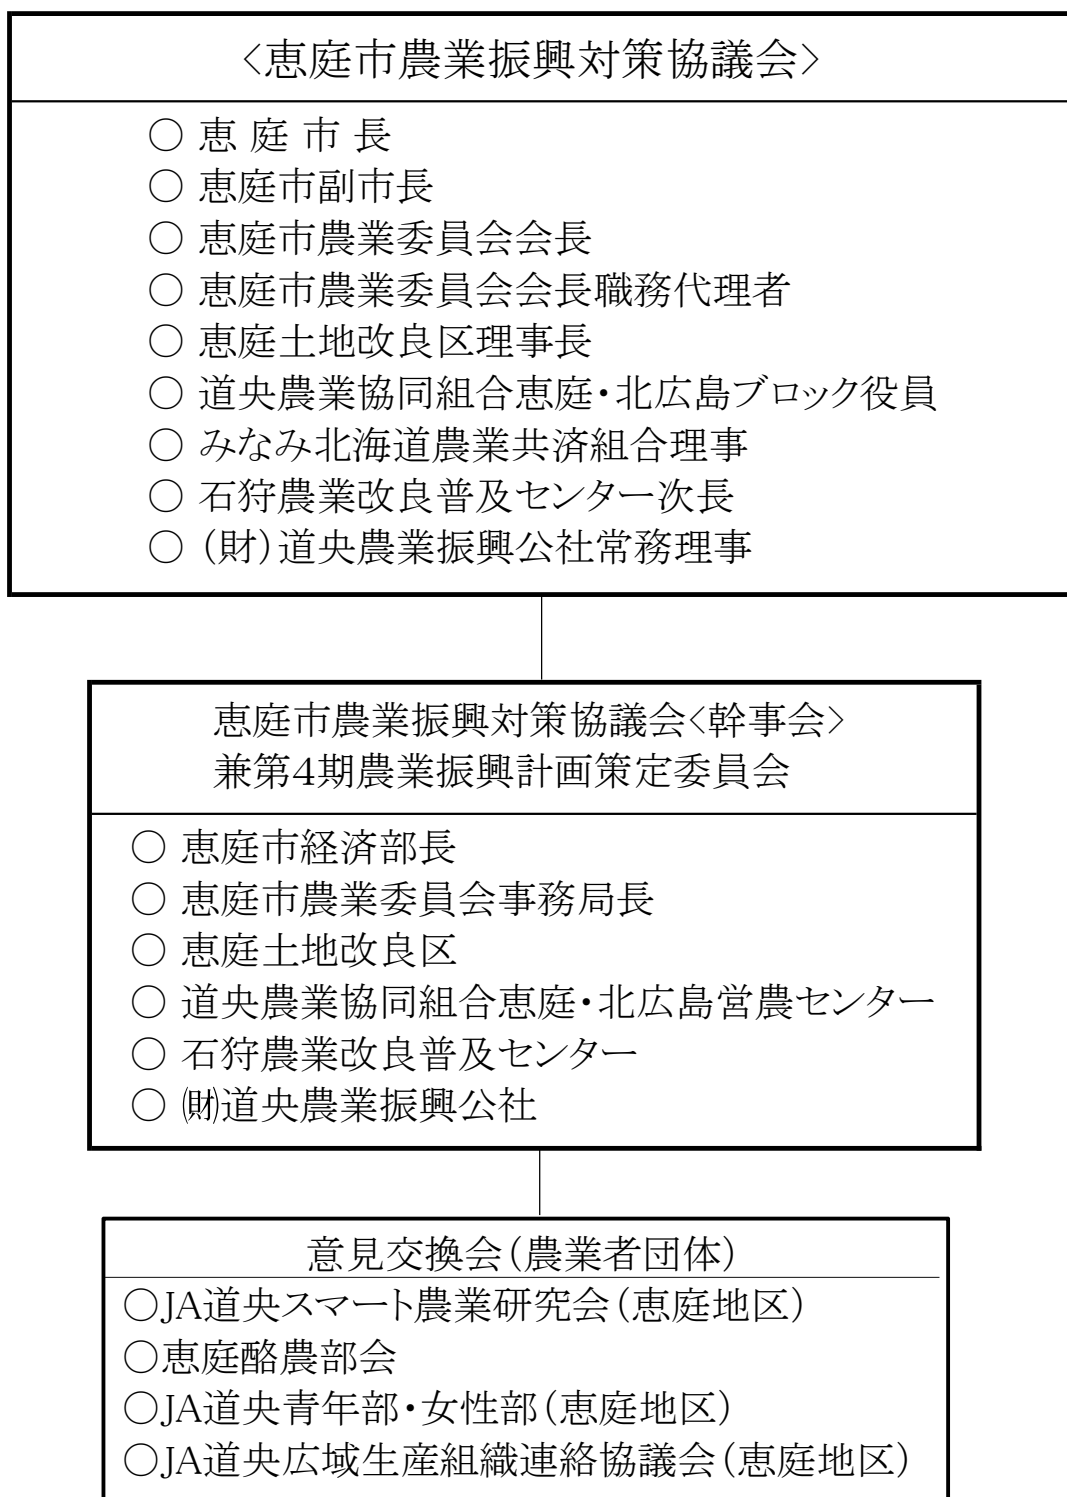 <恵庭市農業振興対策協議会>
○ 恵 庭 市 長
○ 恵庭市副市長
○ 恵庭市農業委員会会長
○ 恵庭市農業委員会会長職務代理者
○ 恵庭土地改良区理事長
○ 道央農業協同組合恵庭・北広島ブロック役員
○ みなみ北海道農業共済組合理事
○ 石狩農業改良普及センター次長
○ (財)道央農業振興公社常務理事
恵庭市農業振興対策協議会<幹事会>
兼第4期農業振興計画策定委員会
○ 恵庭市経済部長
○ 恵庭市農業委員会事務局長
○ 恵庭土地改良区
○ 道央農業協同組合恵庭・北広島営農センター
○ 石狩農業改良普及センター
○ ㈶道央農業振興公社
意見交換会(農業者団体)
○JA道央スマート農業研究会(恵庭地区)
○恵庭酪農部会
○JA道央青年部・女性部(恵庭地区)
○JA道央広域生産組織連絡協議会(恵庭地区)